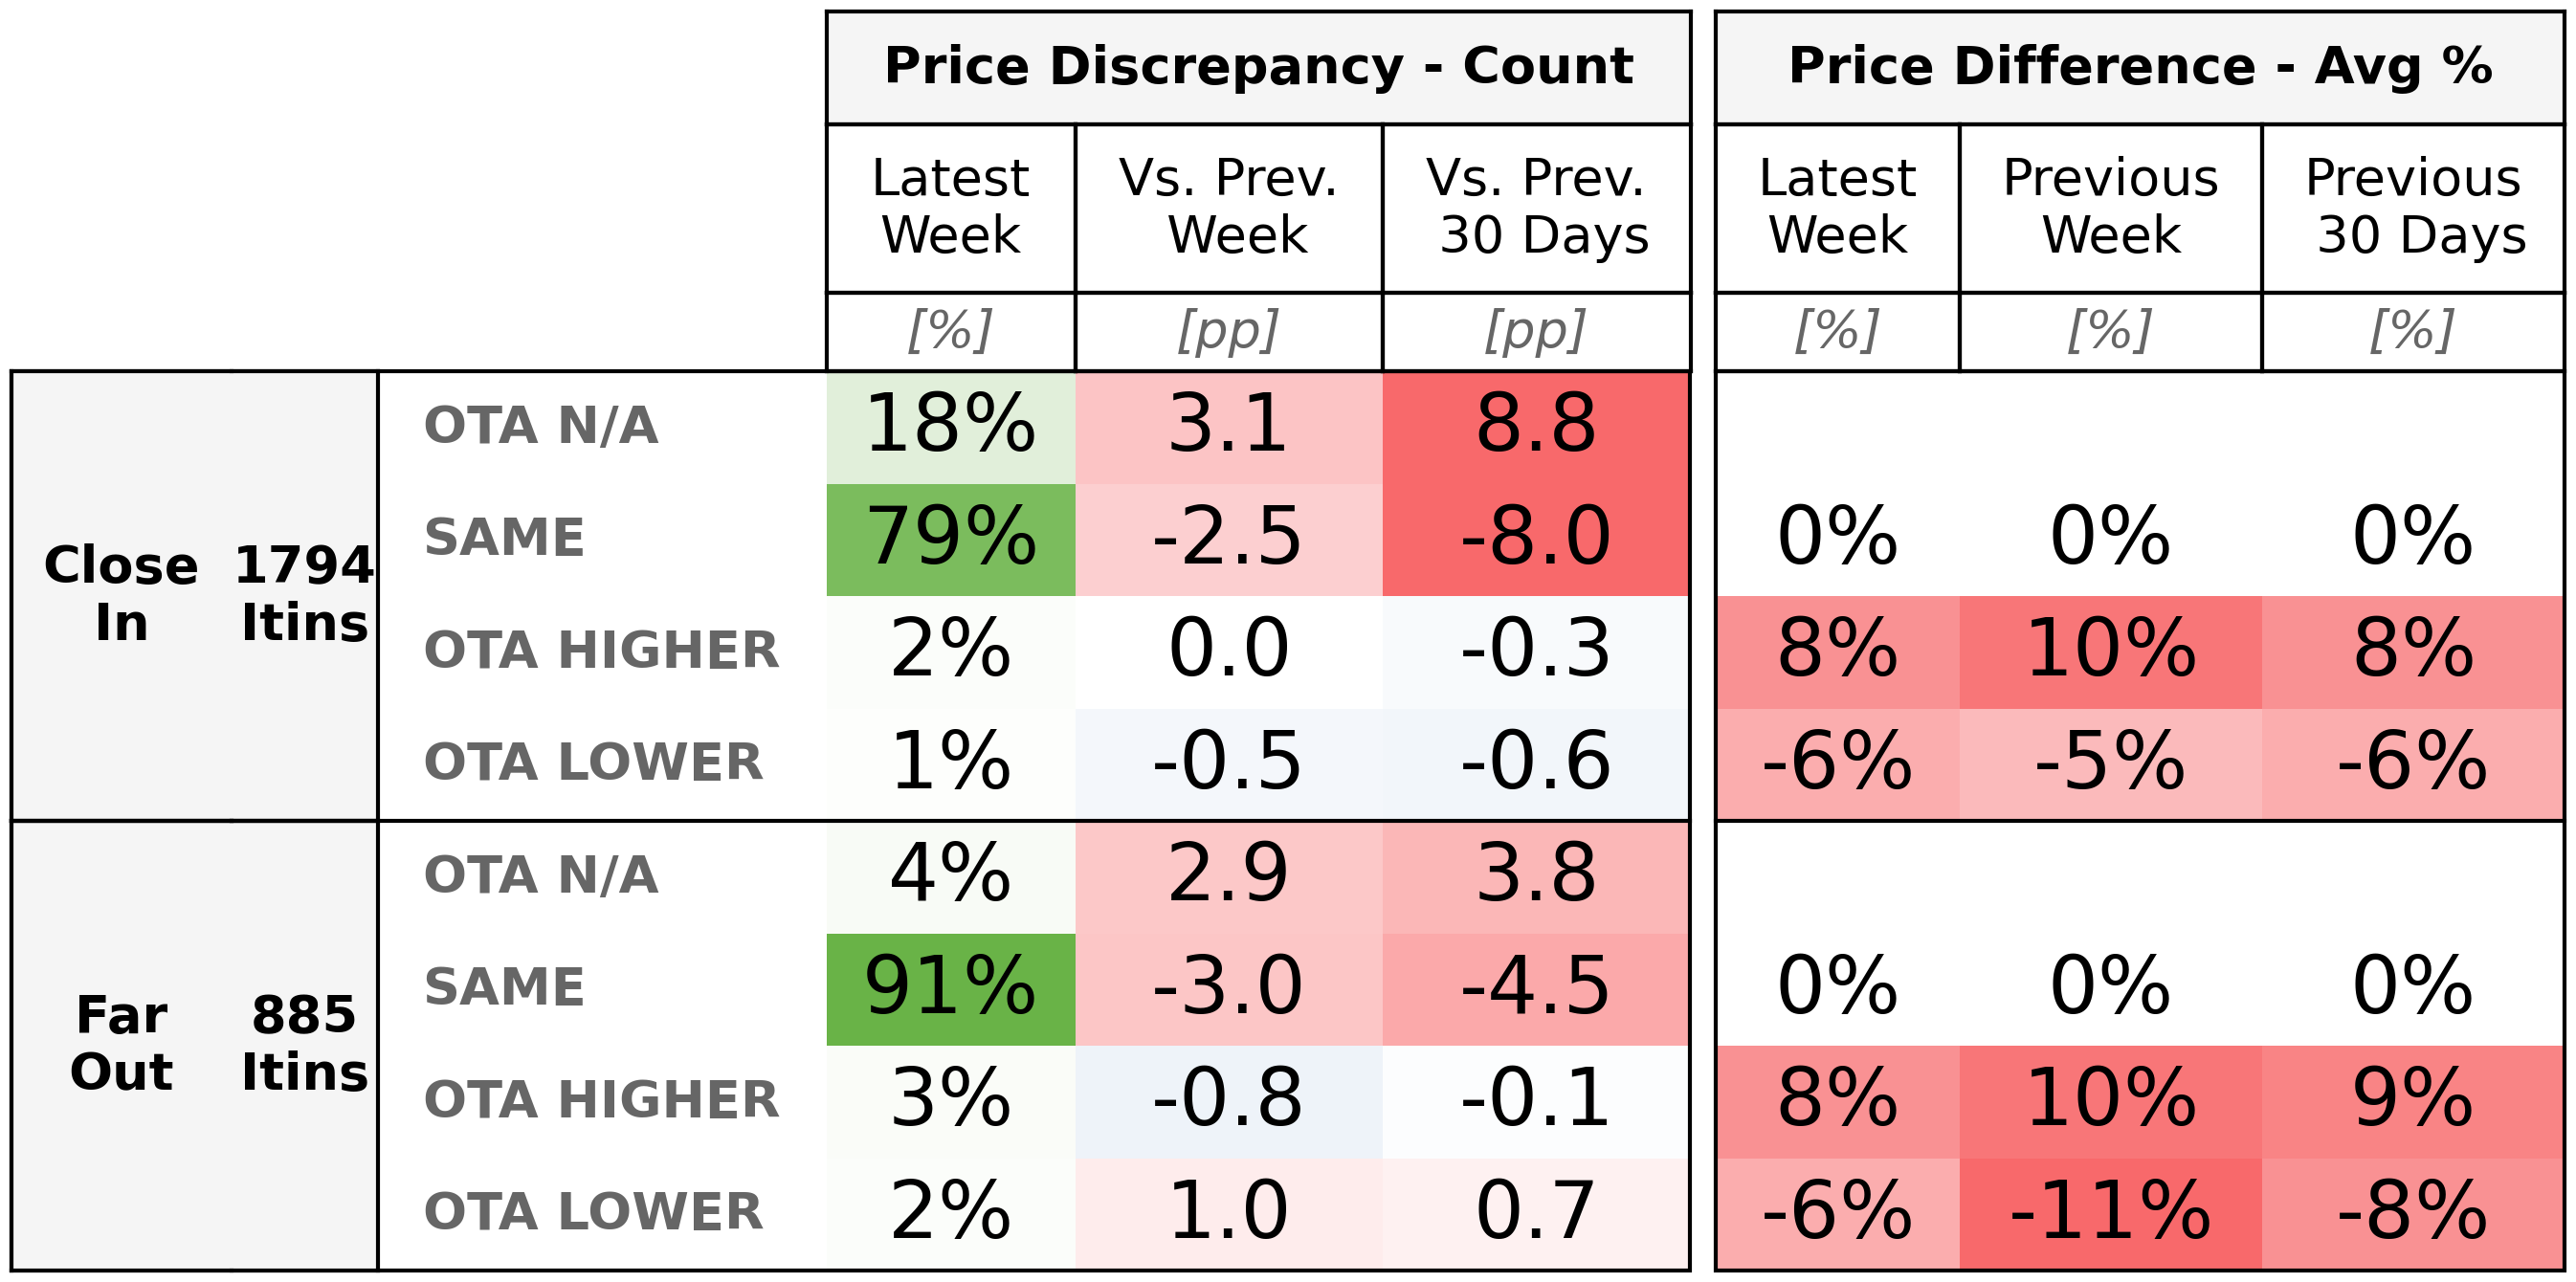 Price Discrepancy - Count Price Difference - Avg %
Latest Week Vs. Prev. Week Vs. Prev. 30 Days Latest Week Previous Week Previous 30 Days
[%] [pp] [pp] [%] [%] [%]
Close In 1794 Itins
OTA N/A 18% 3.1 8.8
SAME 79% -2.5 -8.0 0% 0% 0%
OTA HIGHER 2% 0.0 -0.3 8% 10% 8%
OTA LOWER 1% -0.5 -0.6 -6% -5% -6%
Far Out 885 Itins
OTA N/A 4% 2.9 3.8
SAME 91% -3.0 -4.5 0% 0% 0%
OTA HIGHER 3% -0.8 -0.1 8% 10% 9%
OTA LOWER 2% 1.0 0.7 -6% -11% -8%